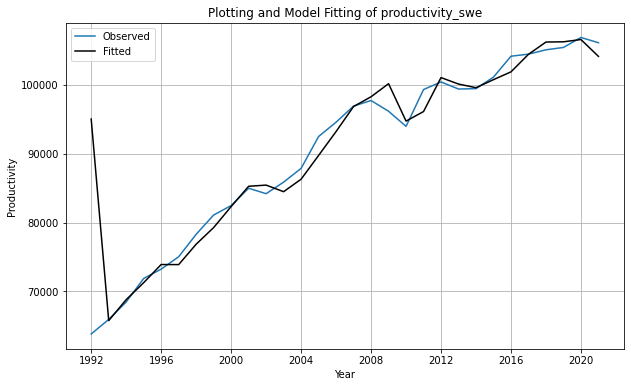 Plotting and Model Fitting of productivity_swe
Observed
Fitted
100000
90000
80000
70000
Productivity
1992
1996
2000
2004
2008
2012
2016
2020
Year